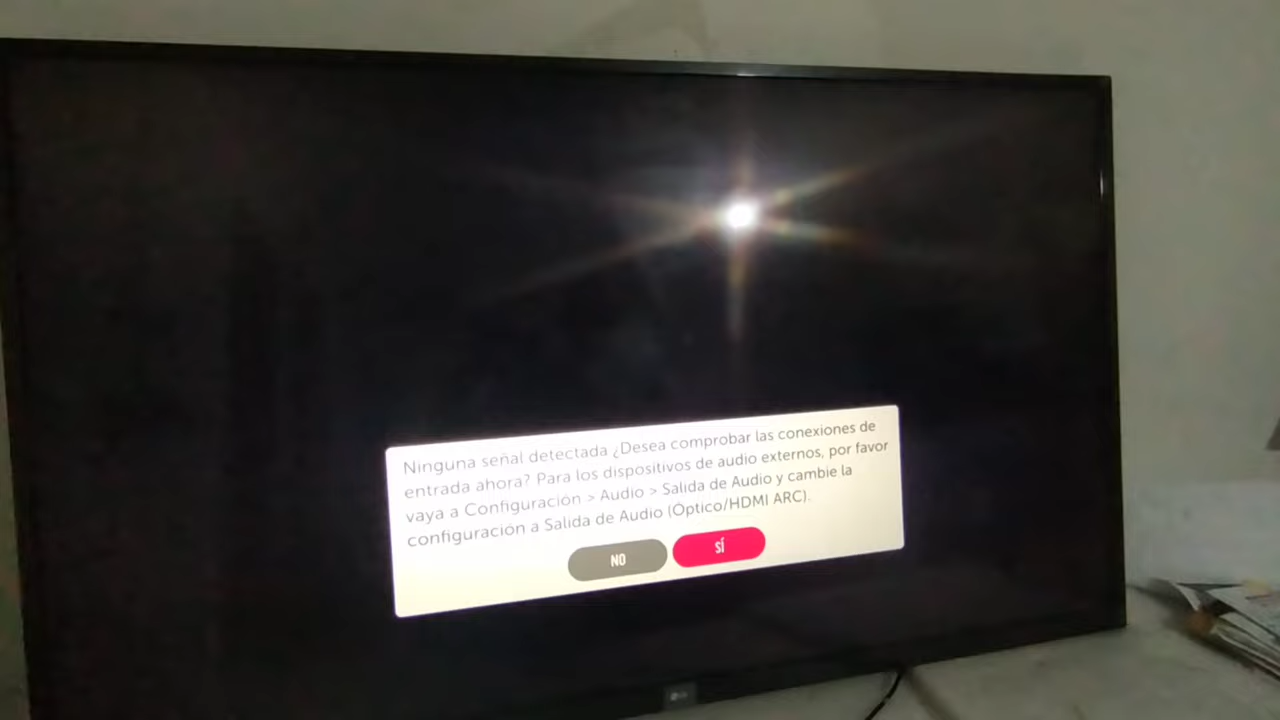 Ninguna señal detectada ¿Desea comprobar las conexiones de
entrada ahora? Para los dispositivos de audio externos, por favor
vaya a Configuración > Audio > Salida de Audio y cambie la
configuración a Salida de Audio (Óptico/HDMI ARC).
NO
SÍ
LG